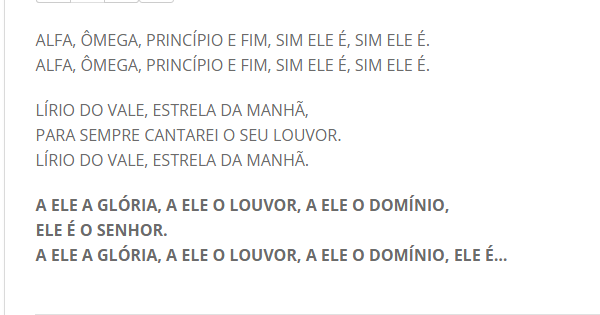 ALFA, ÔMEGA, PRINCÍPIO E FIM, SIM ELE É, SIM ELE É.
ALFA, ÔMEGA, PRINCÍPIO E FIM, SIM ELE É, SIM ELE É.
LÍRIO DO VALE, ESTRELA DA MANHÃ,
PARA SEMPRE CANTAREI O SEU LOUVOR.
LÍRIO DO VALE, ESTRELA DA MANHÃ.
A ELE A GLÓRIA, A ELE O LOUVOR, A ELE O DOMÍNIO,
ELE É O SENHOR.
A ELE A GLÓRIA, A ELE O LOUVOR, A ELE O DOMÍNIO, ELE É...